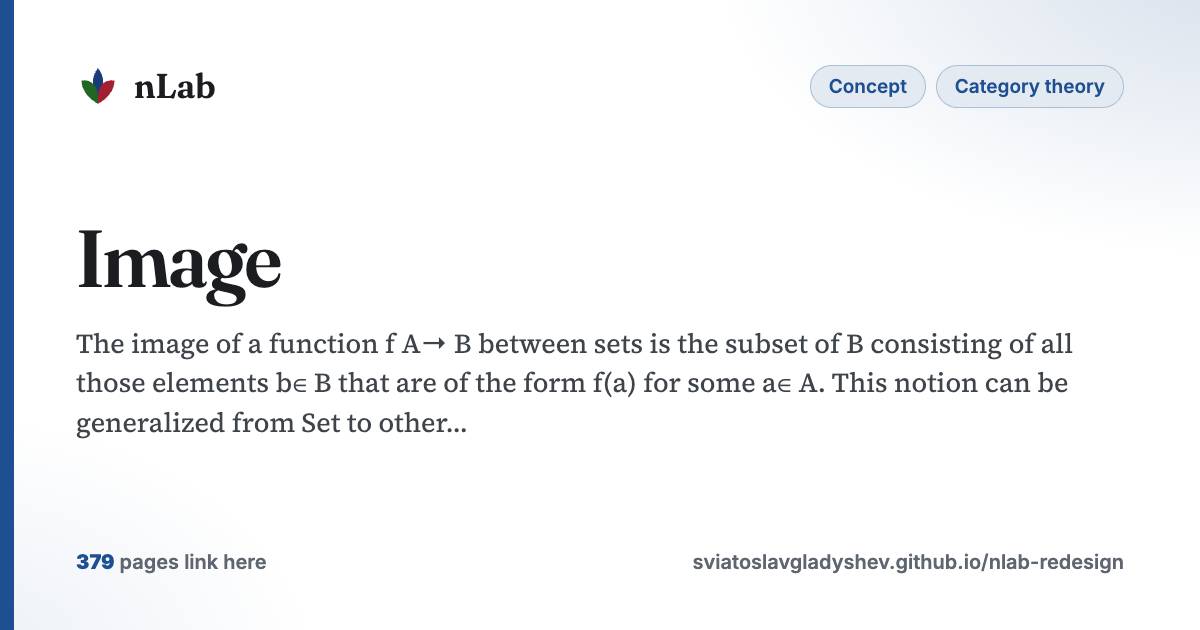 nLab
Concept
Category theory
Image
The image of a function f A→ B between sets is the subset of B consisting of all
those elements b∈ B that are of the form f(a) for some a∈ A. This notion can be
generalized from Set to other...
379 pages link here
sviatoslavgladyshev.github.io/nlab-redesign